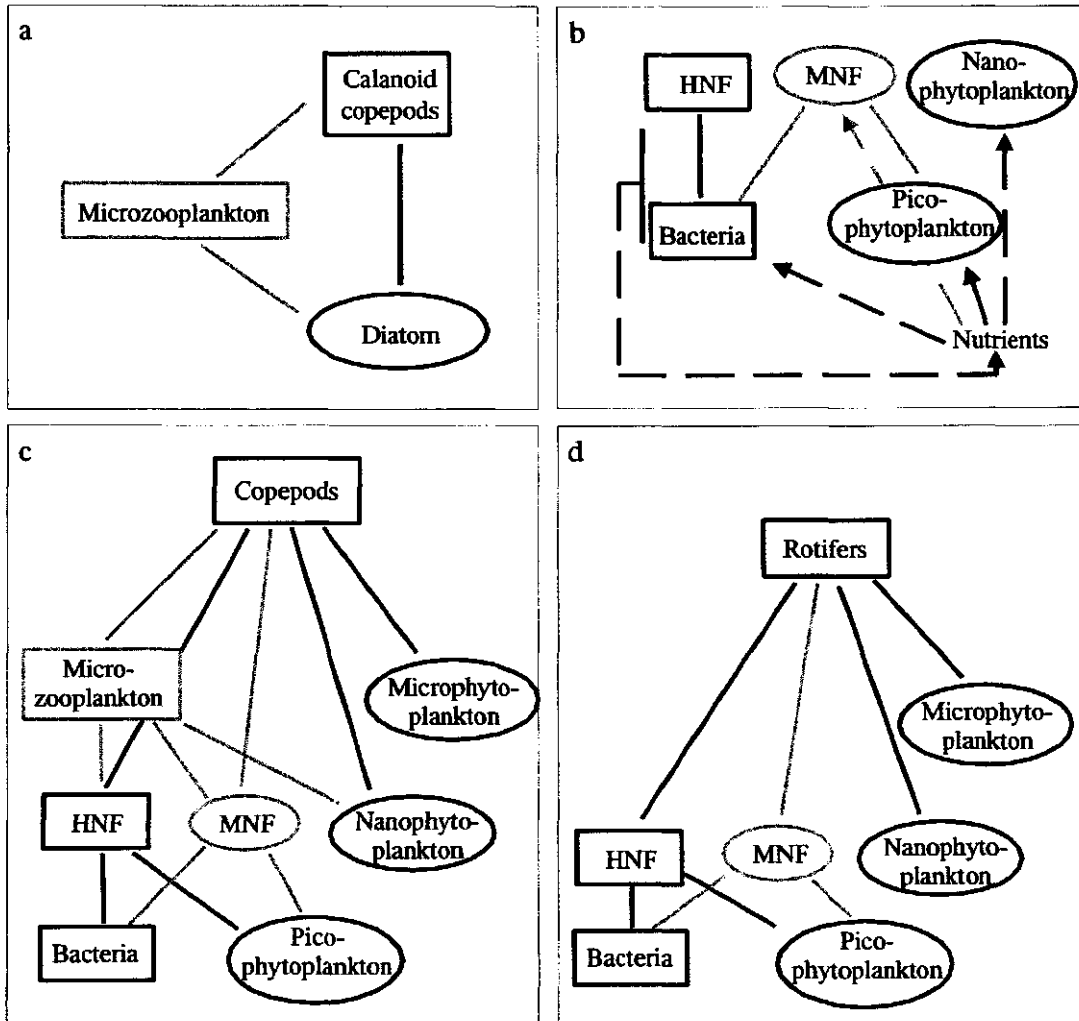 a
Calanoid
copepods
Microzooplankton
Diatom
b
HNF
MNF
Nano-
phytoplankton
Bacteria
Pico-
phytoplankton
Nutrients
c
Copepods
Micro-
zooplankton
Microphyto-
plankton
HNF
MNF
Nanophyto-
plankton
Bacteria
Pico-
phytoplankton
d
Rotifers
Microphyto-
plankton
HNF
MNF
Nanophyto-
plankton
Bacteria
Pico-
phytoplankton